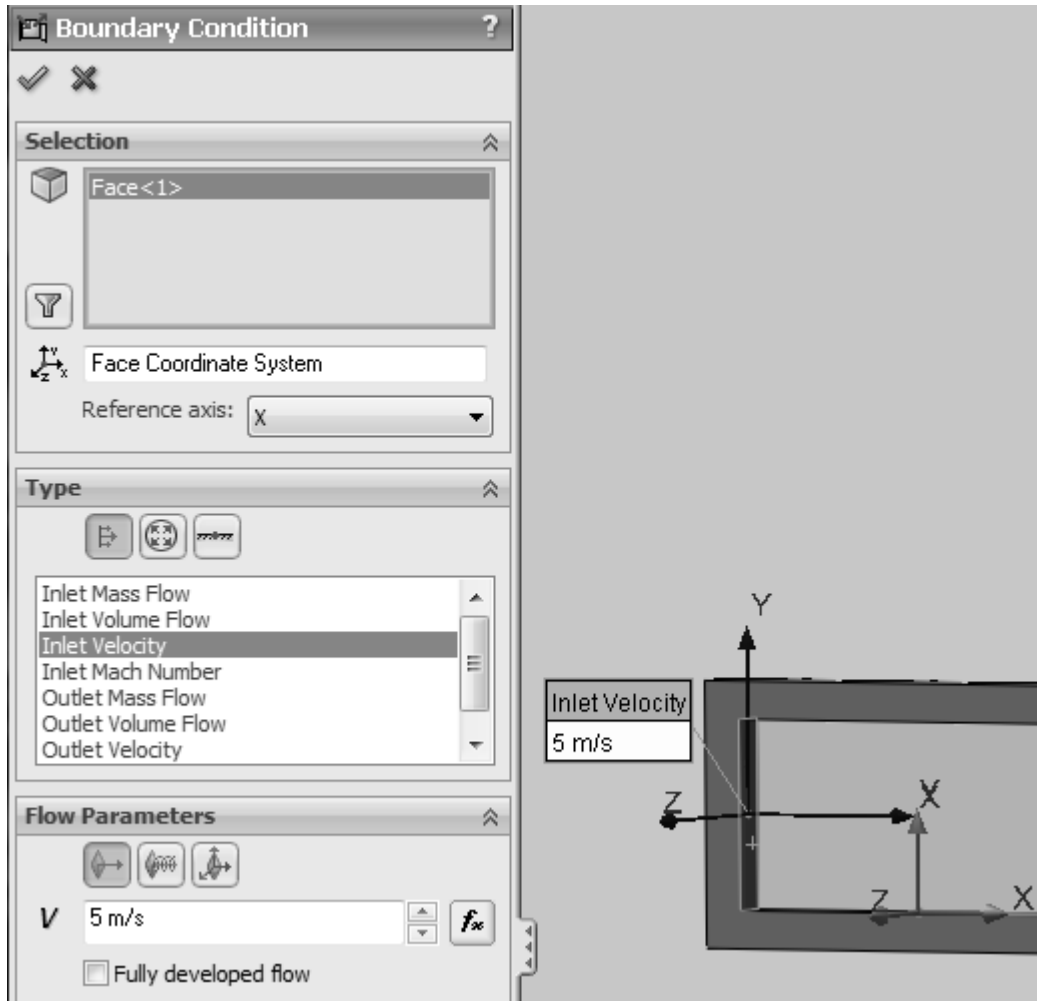 Boundary Condition ?
Selection
Face<1>
Y
Z X
Face Coordinate System
Reference axis: X
Type
Inlet Mass Flow
Inlet Volume Flow
Inlet Velocity
Inlet Mach Number
Outlet Mass Flow
Outlet Volume Flow
Outlet Velocity
Flow Parameters
V 5 m/s fx
Fully developed flow
Y
Inlet Velocity
5 m/s
Z X
Z X